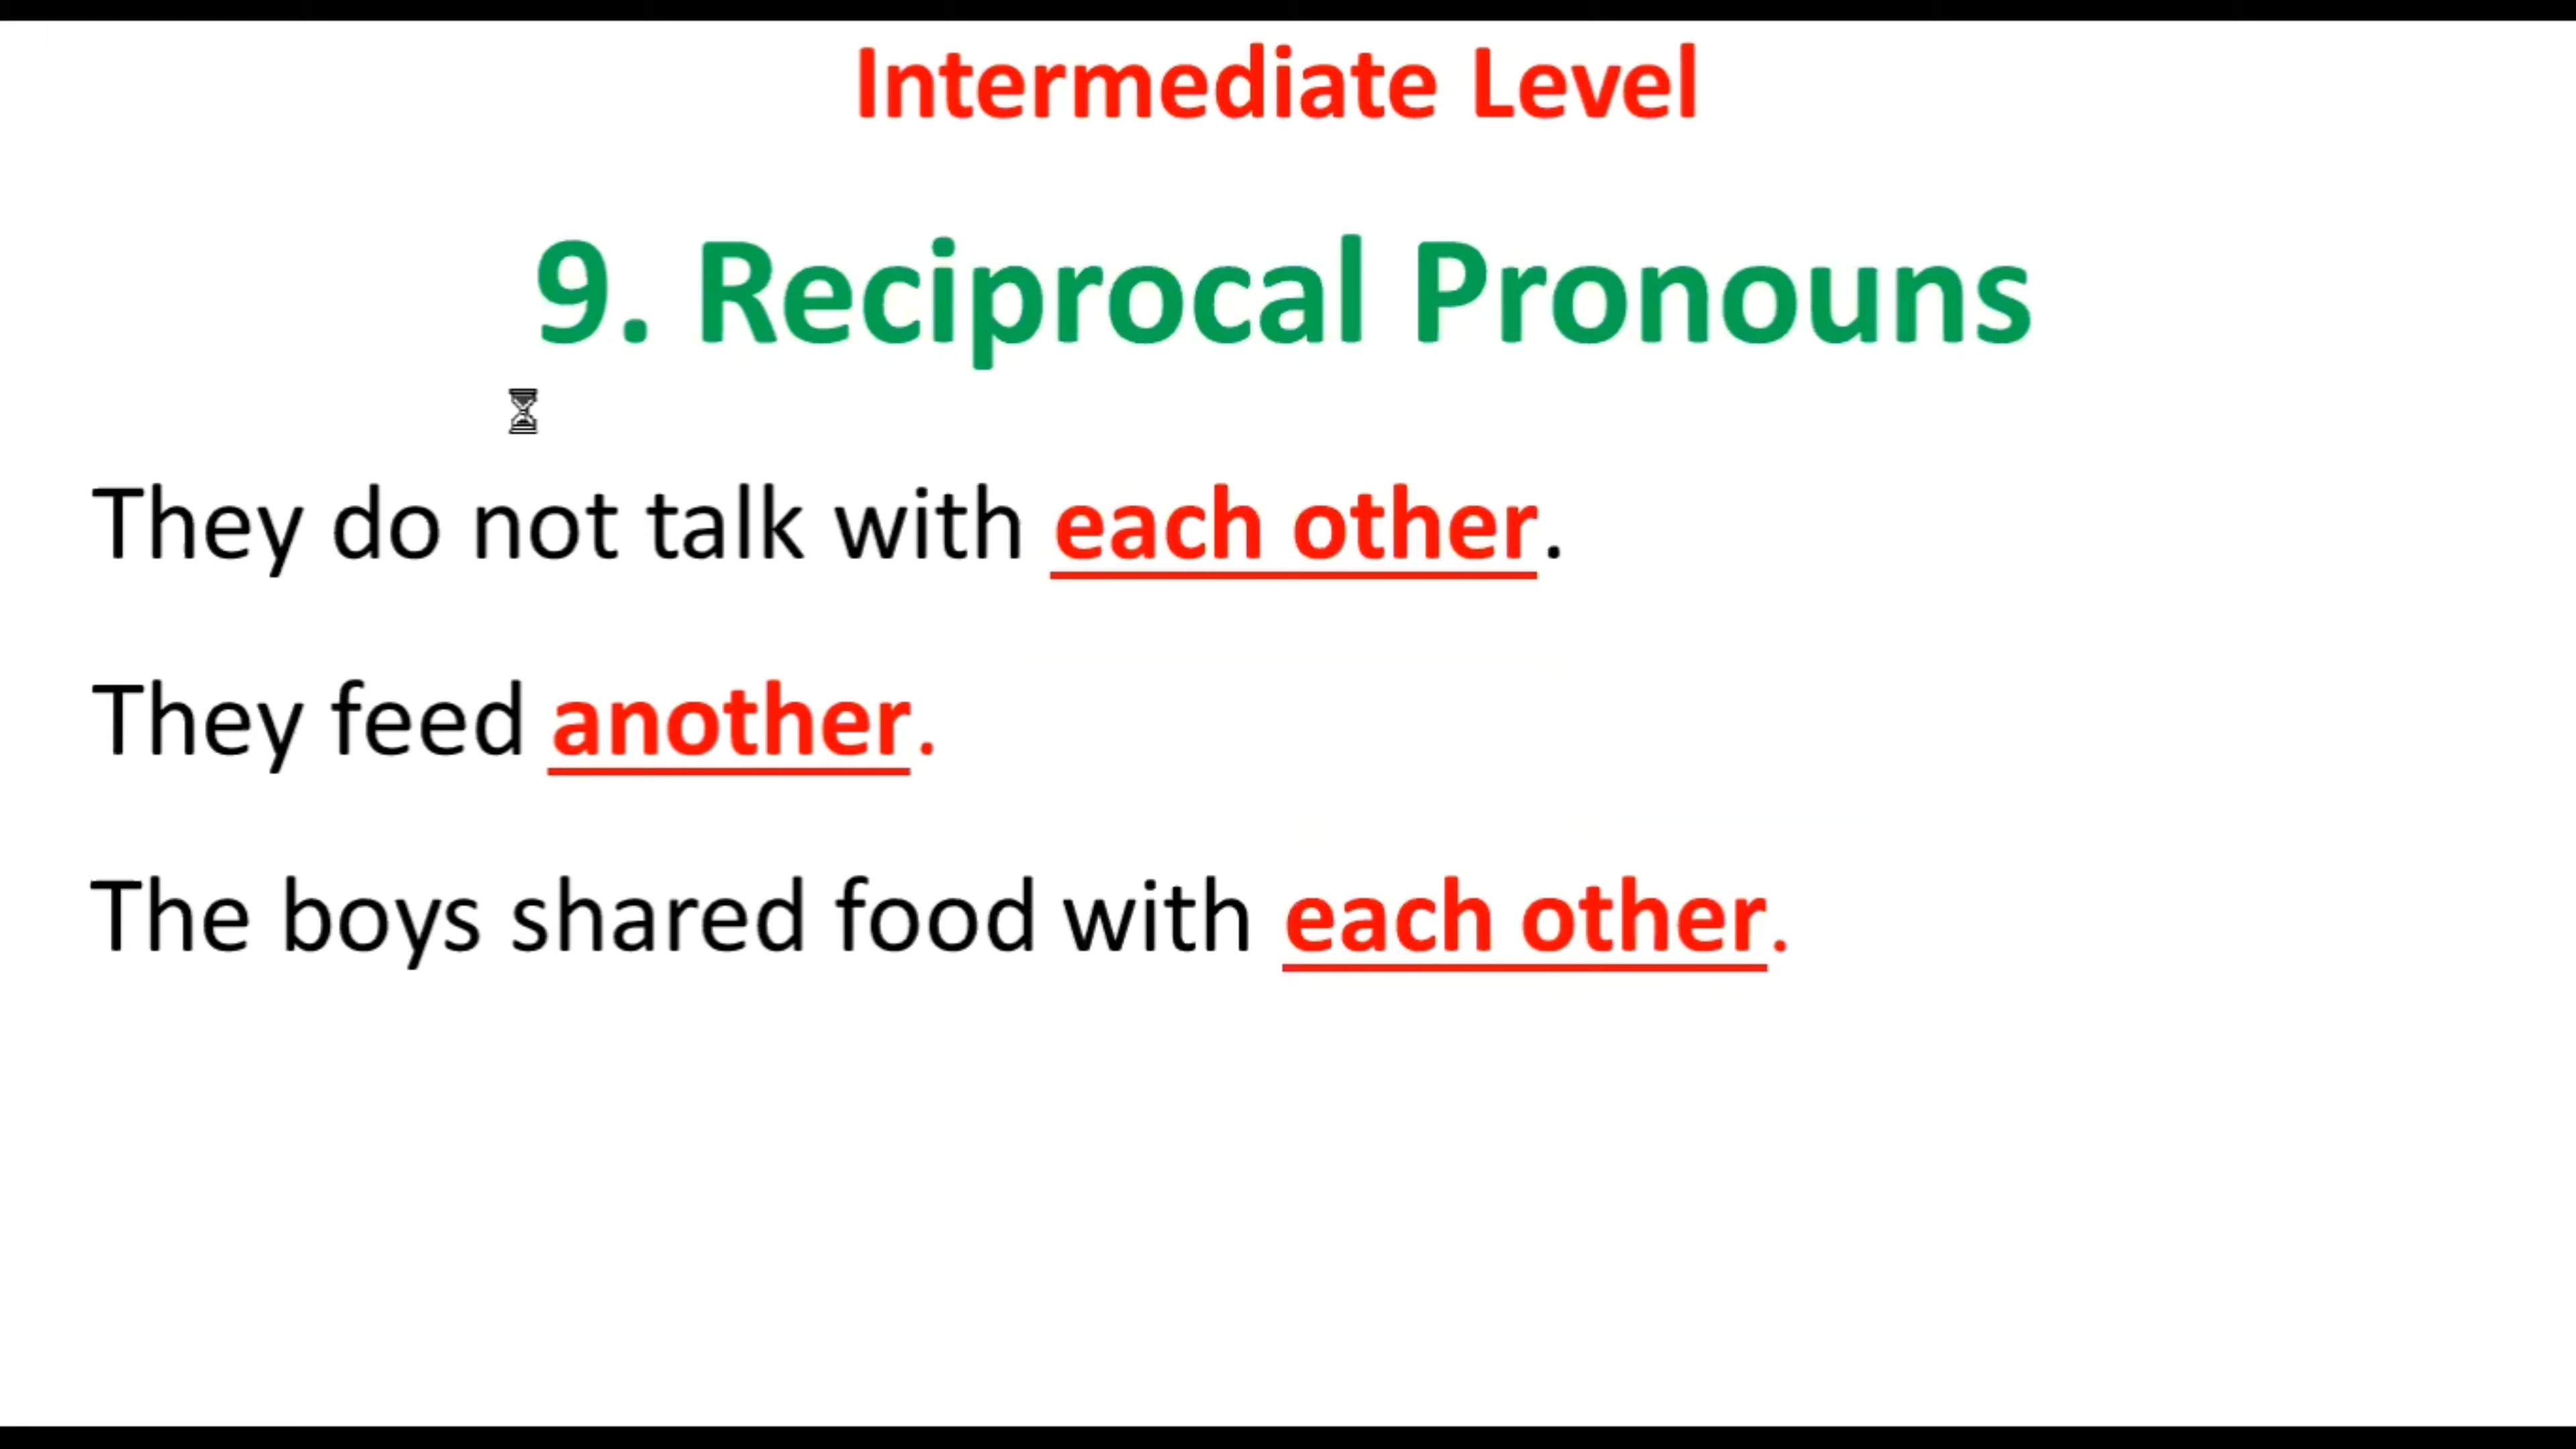 Intermediate Level
9. Reciprocal Pronouns
They do not talk with each other.
They feed another.
The boys shared food with each other.